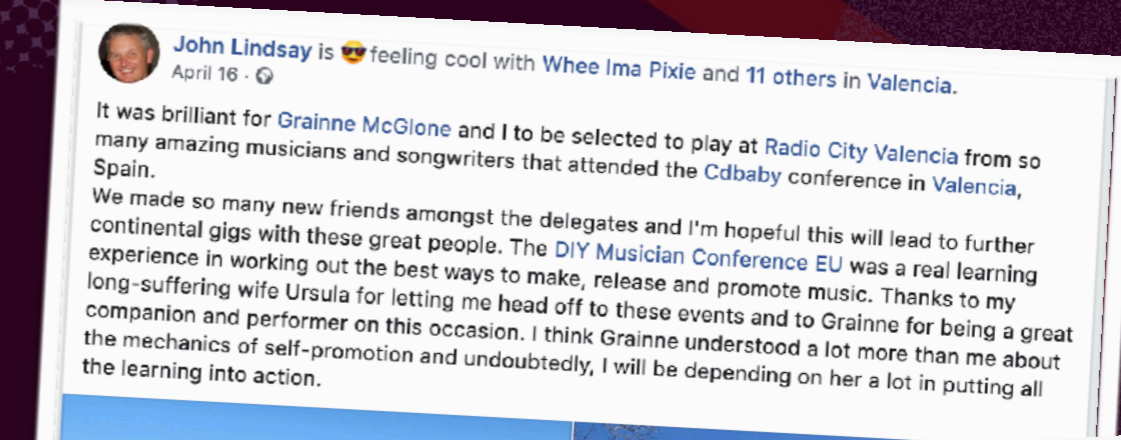 John Lindsay is 😎 feeling cool with Whee Ima Pixie and 11 others in Valencia.
April 16 ·
It was brilliant for Grainne McGlone and I to be selected to play at Radio City Valencia from so
many amazing musicians and songwriters that attended the Cdbaby conference in Valencia,
Spain.
We made so many new friends amongst the delegates and I'm hopeful this will lead to further
continental gigs with these great people. The DIY Musician Conference EU was a real learning
experience in working out the best ways to make, release and promote music. Thanks to my
long-suffering wife Ursula for letting me head off to these events and to Grainne for being a great
companion and performer on this occasion. I think Grainne understood a lot more than me about
the mechanics of self-promotion and undoubtedly, I will be depending on her a lot in putting all
the learning into action.